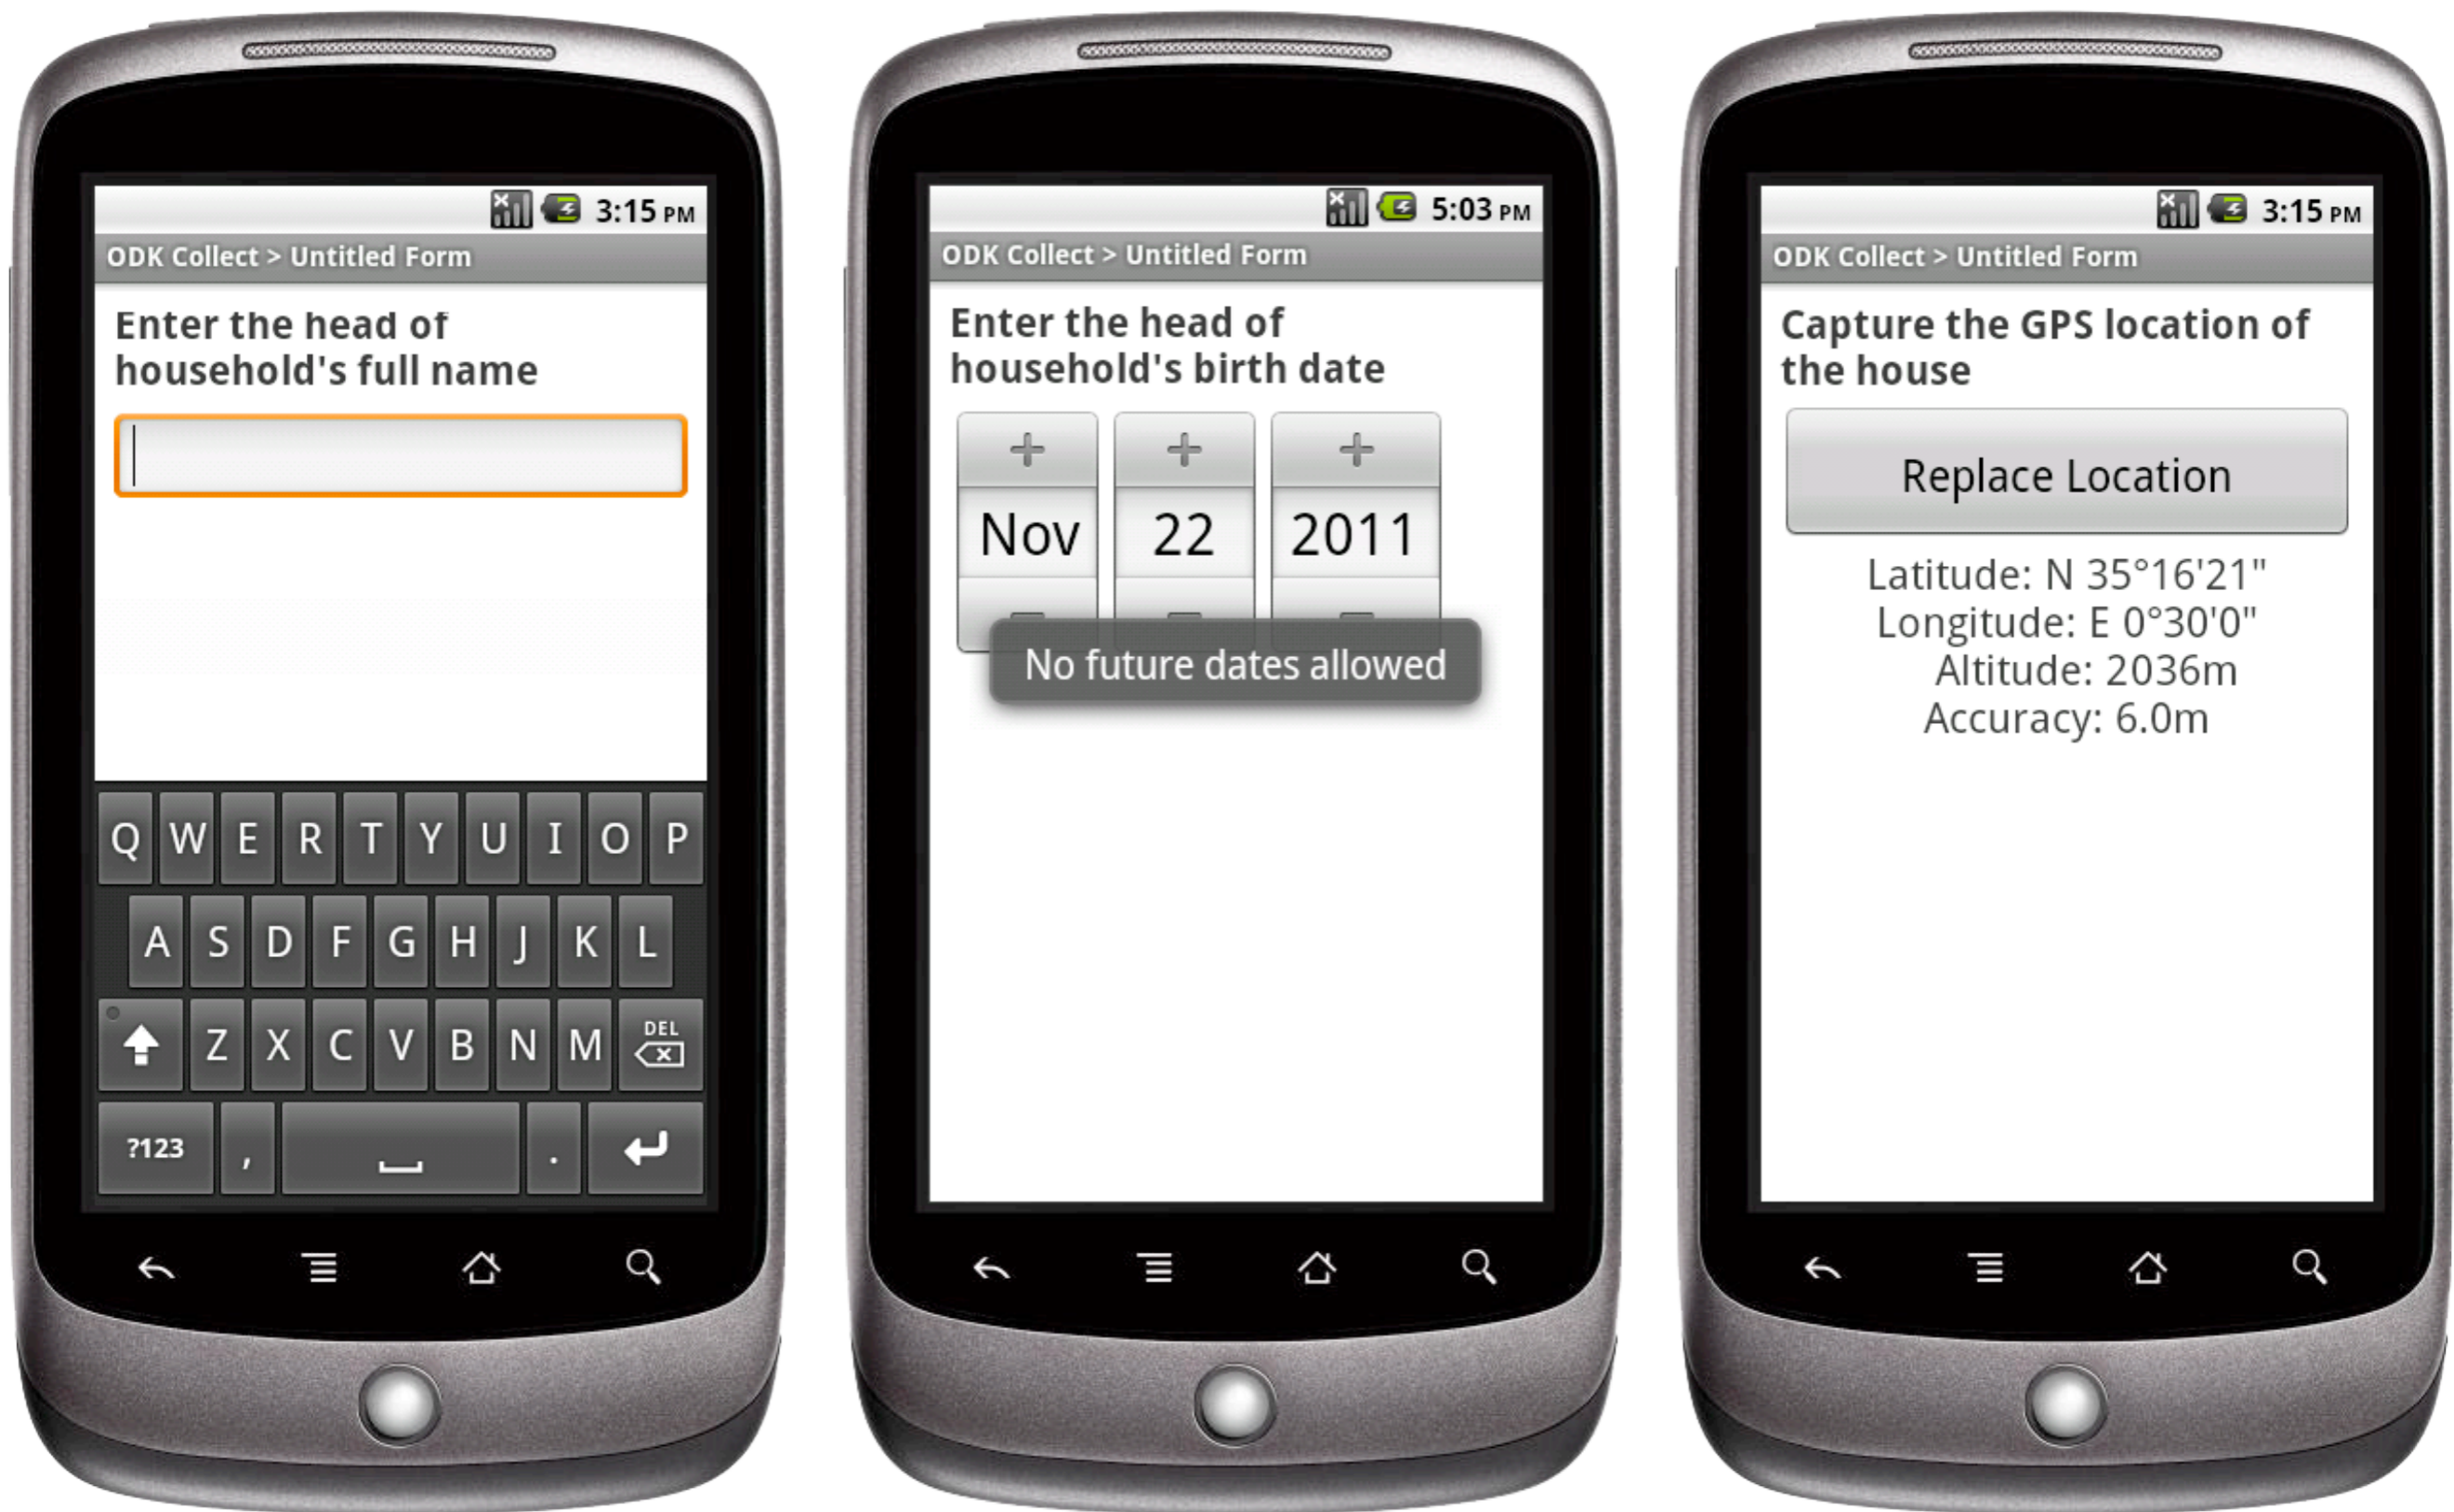 3:15 PM
ODK Collect > Untitled Form
Enter the head of
household's full name
Q W E R T Y U I O P
A S D F G H J K L
Z X C V B N M DEL
?123 , .
5:03 PM
ODK Collect > Untitled Form
Enter the head of
household's birth date
+ + +
Nov 22 2011
- - -
No future dates allowed
3:15 PM
ODK Collect > Untitled Form
Capture the GPS location of
the house
Replace Location
Latitude: N 35°16'21"
Longitude: E 0°30'0"
Altitude: 2036m
Accuracy: 6.0m